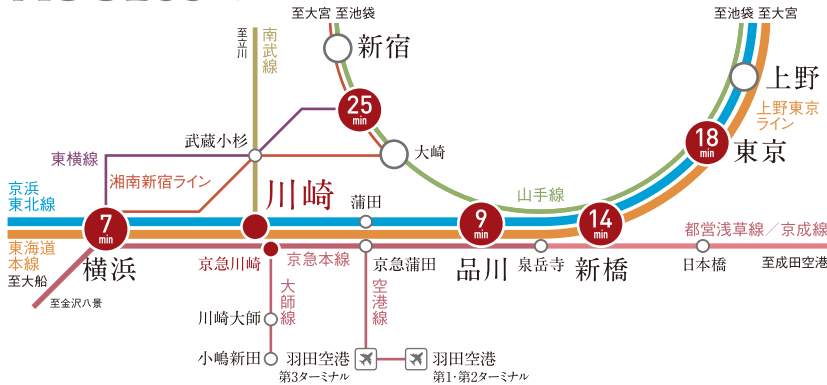 至大宮 至池袋
至池袋 至大宮
至立川
南武線
新宿
上野
25
min
上野東京
ライン
武蔵小杉
大崎
18
min
東京
東横線
湘南新宿ライン
山手線
京浜
東北線
川崎
蒲田
7
min
9
min
14
min
都営浅草線／京成線
東海道
本線
至大船
横浜
京急川崎
京急本線
京急蒲田
品川
泉岳寺
新橋
日本橋
至成田空港
至金沢八景
大師線
空港線
川崎大師
小嶋新田
羽田空港
第3ターミナル
羽田空港
第1・第2ターミナル